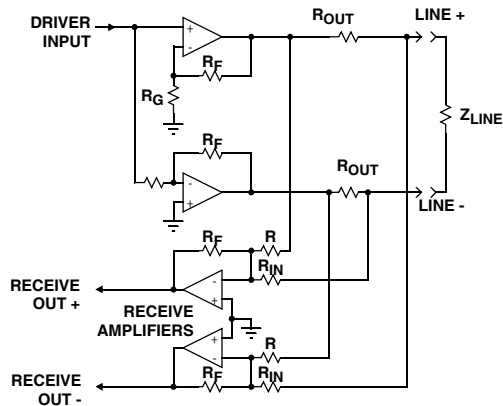 DRIVER
INPUT
+
-
R_F
R_G
R_OUT
LINE +
Z_LINE
R_F
-
+
R_OUT
LINE -
R_F
R
R_IN
RECEIVE
OUT +
-
+
RECEIVE
AMPLIFIERS
+
-
R
R_F
R_IN
RECEIVE
OUT -